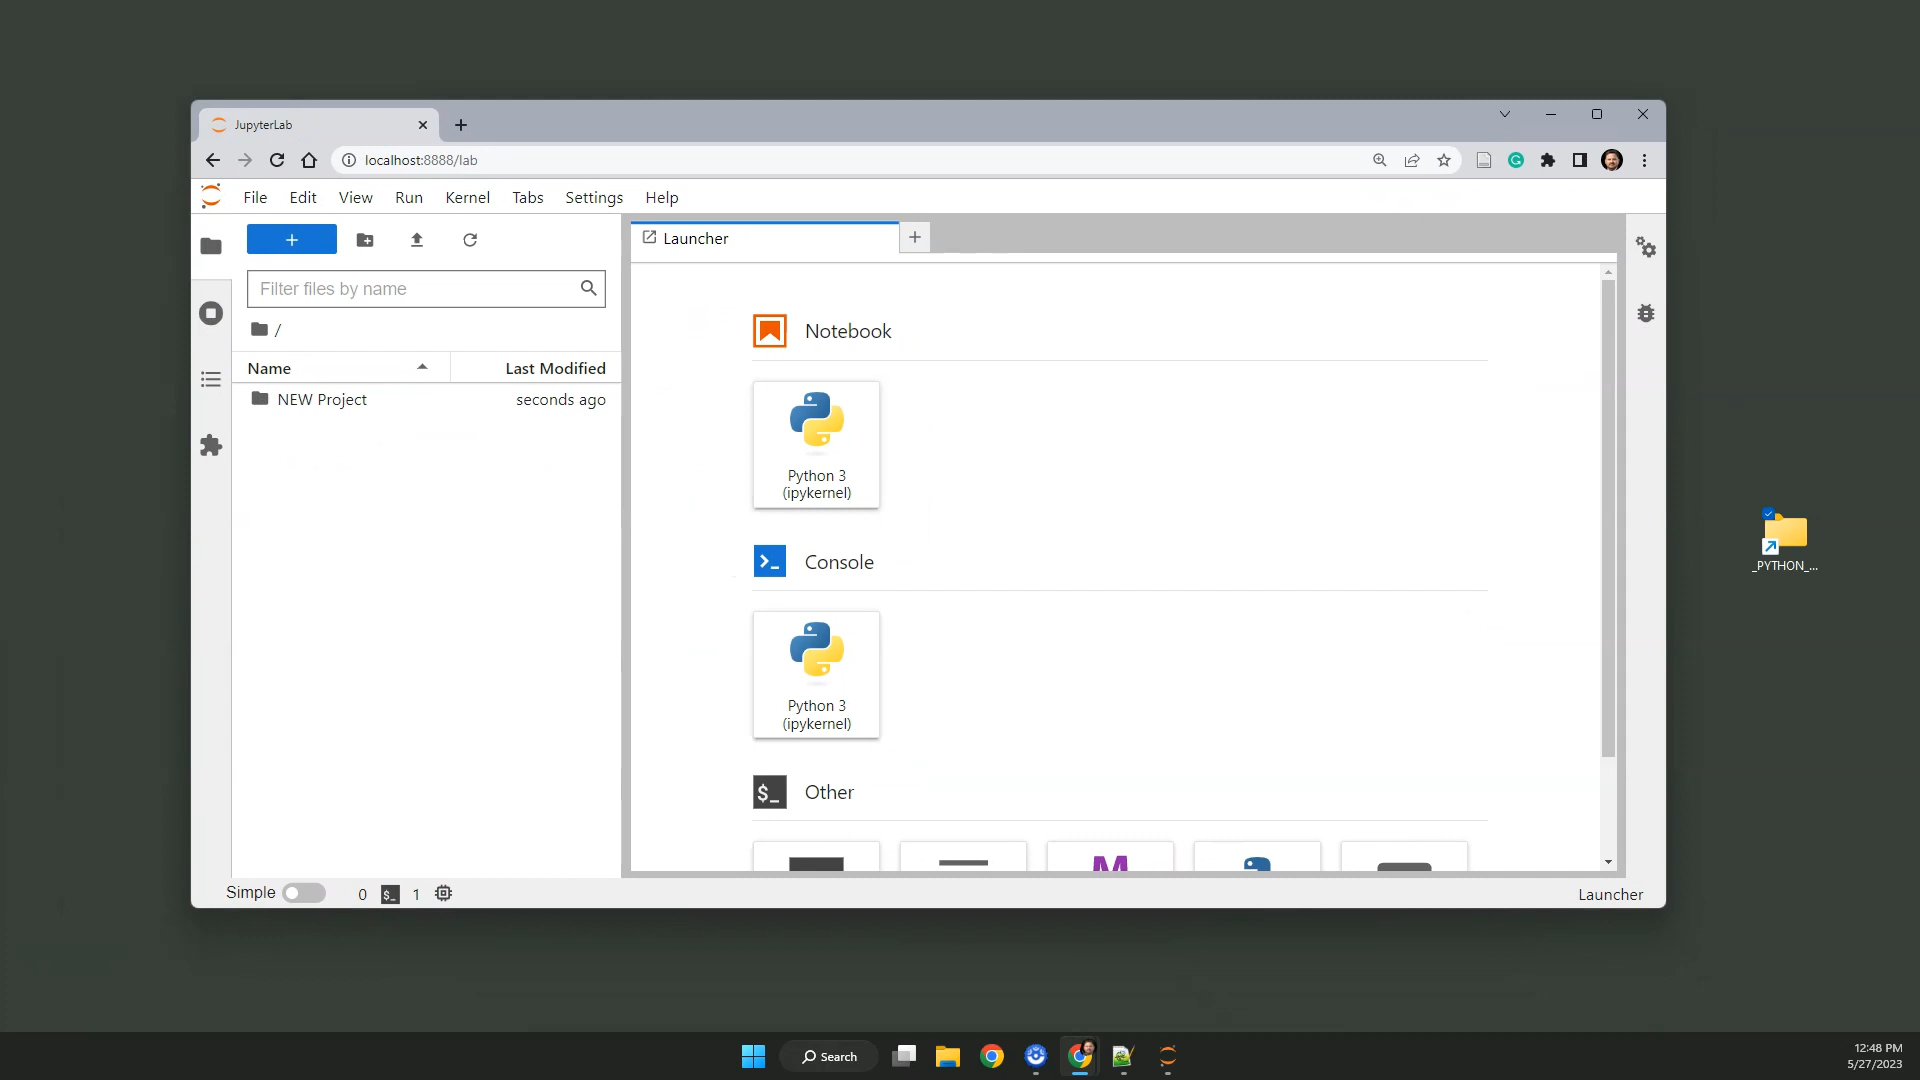 JupyterLab
localhost:8888/lab
File Edit View Run Kernel Tabs Settings Help
Launcher
Filter files by name
/
Name Last Modified
NEW Project seconds ago
Notebook
Python 3
(ipykernel)
Console
Python 3
(ipykernel)
$_ Other
Simple 0 $_ 1 Launcher
_PYTHON_...
Search
12:48 PM
5/27/2023